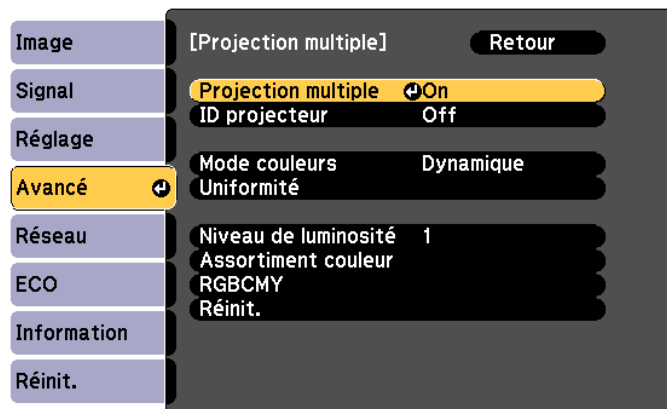 Image
Signal
Réglage
Avancé
Réseau
ECO
Information
Réinit.
[Projection multiple] Retour
Projection multiple On
ID projecteur Off
Mode couleurs Dynamique
Uniformité
Niveau de luminosité 1
Assortiment couleur
RGBCMY
Réinit.